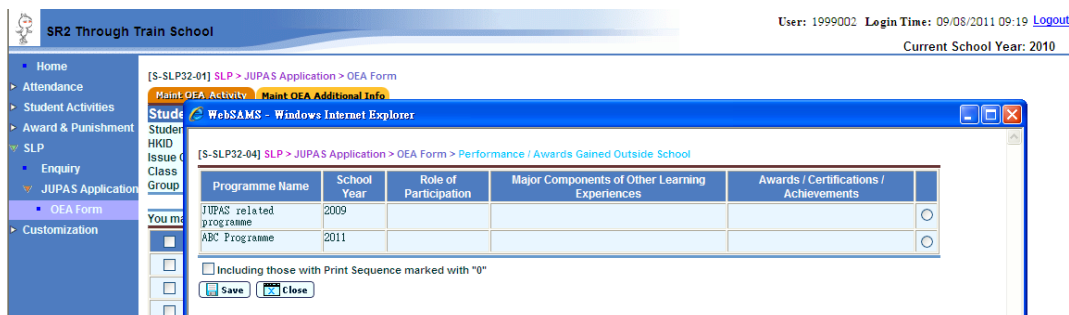 User: 1999002 Login Time: 09/08/2011 09:19 Logout
SR2 Through Train School
Current School Year: 2010
Home
Attendance
Student Activities
Award & Punishment
SLP
Enquiry
JUPAS Application
OEA Form
Customization
[S-SLP32-01] SLP > JUPAS Application > OEA Form
Maint OEA Activity Maint OEA Additional Info
Stude
Studen
HKID
Issue
Class
Group
You ma
WebSAMS - Windows Internet Explorer
[S-SLP32-04] SLP > JUPAS Application > OEA Form > Performance / Awards Gained Outside School
Programme Name School Year Role of Participation Major Components of Other Learning Experiences Awards / Certifications / Achievements
JUPAS related programme 2009
ABC Programme 2011
Including those with Print Sequence marked with "0"
Save Close